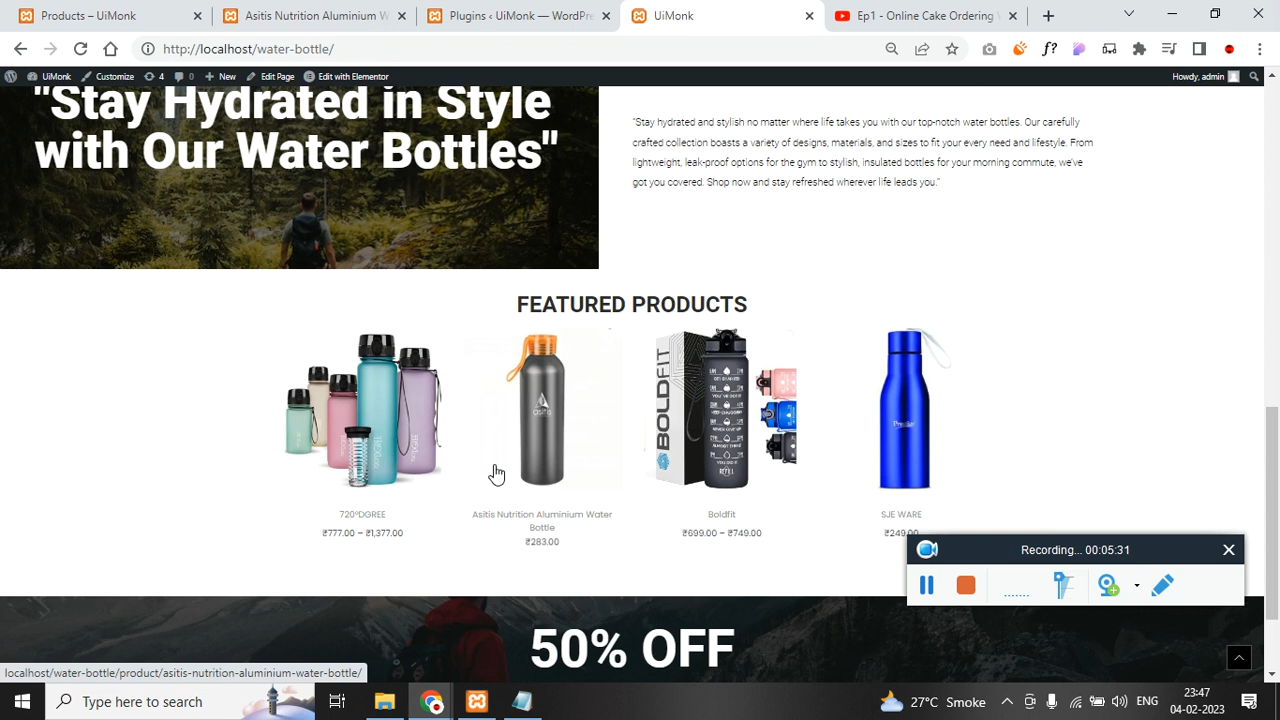 Products – UiMonk
Asitis Nutrition Aluminium W
Plugins ‹ UiMonk — WordPre
UiMonk
Ep1 - Online Cake Ordering
http://localhost/water-bottle/
UiMonk
Customize
4
0
New
Edit Page
Edit with Elementor
Howdy, admin
"Stay Hydrated in Style
with Our Water Bottles"
"Stay hydrated and stylish no matter where life takes you with our top-notch water bottles. Our carefully
crafted collection boasts a variety of designs, materials, and sizes to fit your every need and lifestyle. From
lightweight, leak-proof options for the gym to stylish, insulated bottles for your morning commute, we've
got you covered. Shop now and stay refreshed wherever life leads you."
FEATURED PRODUCTS
asitis
BOLDFIT
720°DGREE
₹777.00 – ₹1,377.00
Asitis Nutrition Aluminium Water
Bottle
₹283.00
Boldfit
₹699.00 – ₹749.00
SJE WARE
₹249.00
Recording... 00:05:31
50% OFF
localhost/water-bottle/product/asitis-nutrition-aluminium-water-bottle/
Type here to search
27°C Smoke
ENG
23:47
04-02-2023